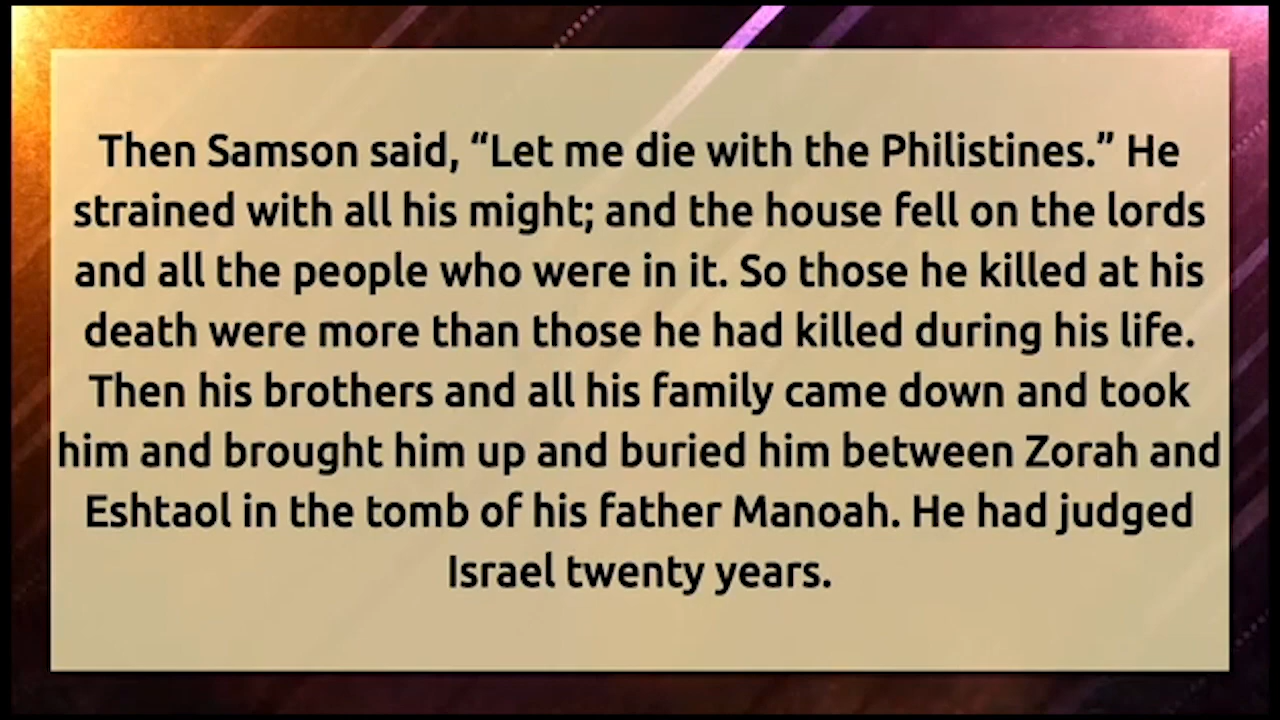 Then Samson said, “Let me die with the Philistines.” He
strained with all his might; and the house fell on the lords
and all the people who were in it. So those he killed at his
death were more than those he had killed during his life.
Then his brothers and all his family came down and took
him and brought him up and buried him between Zorah and
Eshtaol in the tomb of his father Manoah. He had judged
Israel twenty years.